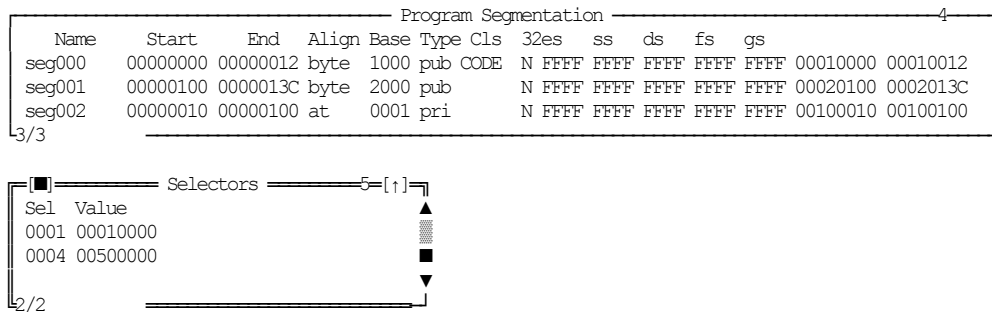 Program Segmentation 4
Name Start End Align Base Type Cls 32es ss ds fs gs
seg000 00000000 00000012 byte 1000 pub CODE N FFFF FFFF FFFF FFFF FFFF 00010000 00010012
seg001 00000100 0000013C byte 2000 pub N FFFF FFFF FFFF FFFF FFFF 00020100 0002013C
seg002 00000010 00000100 at 0001 pri N FFFF FFFF FFFF FFFF FFFF 00100010 00100100
3/3
[■] Selectors 5 [↑]
Sel Value
0001 00010000
0004 00500000
2/2